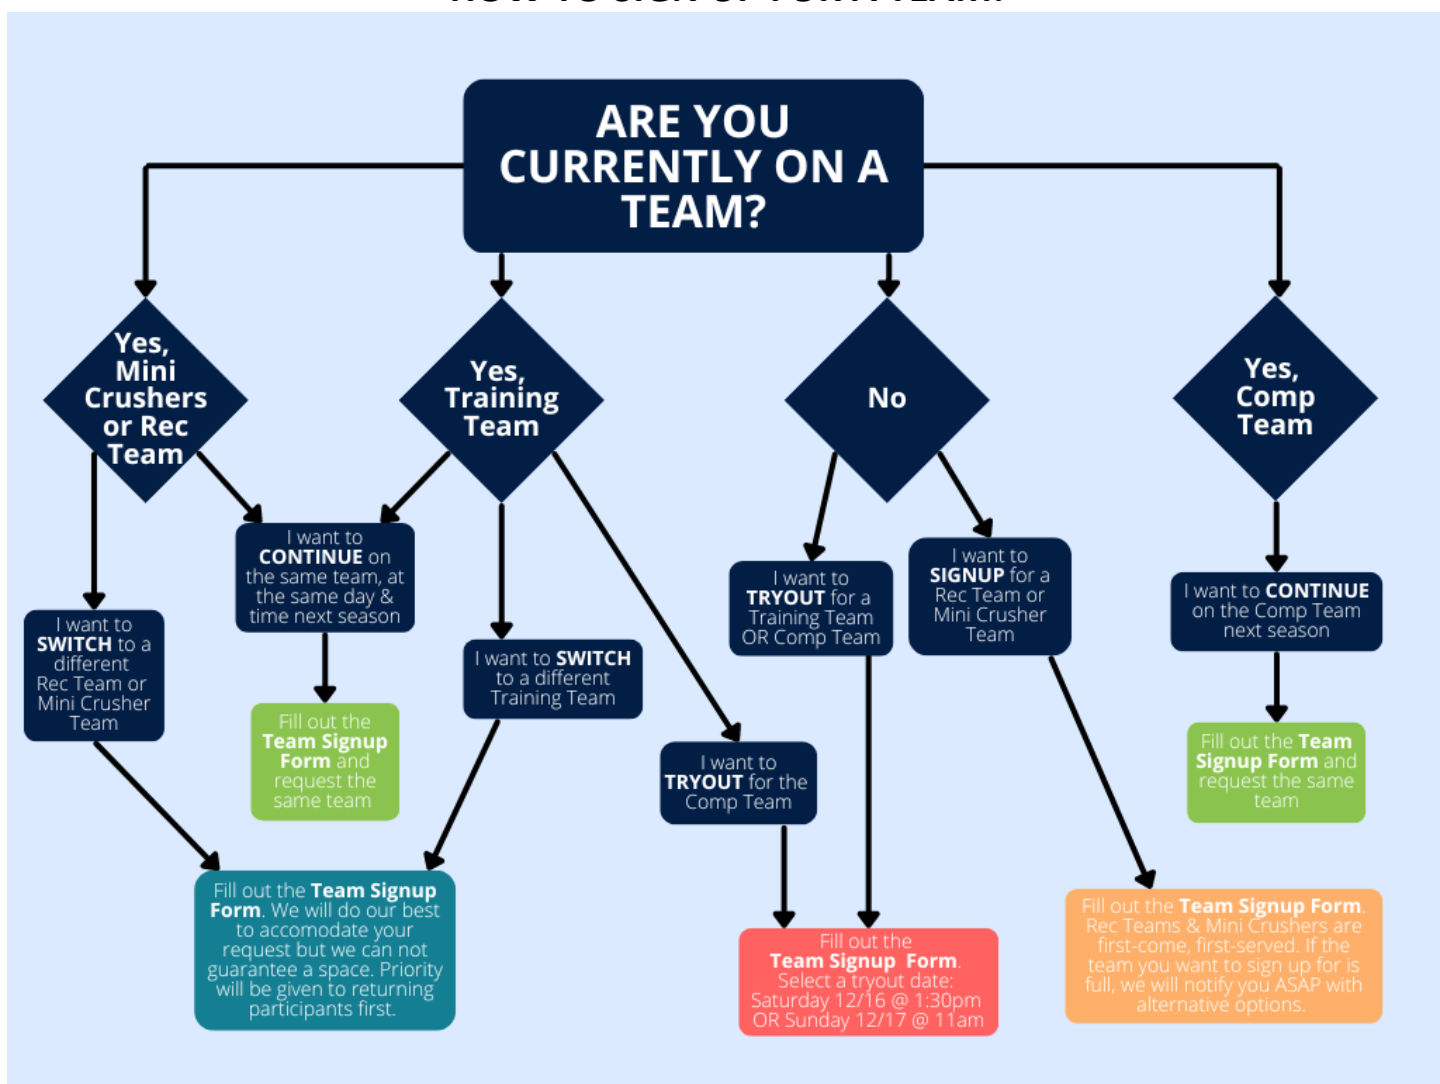 HOW TO SIGN UP FOR A TEAM!!
ARE YOU
CURRENTLY ON A
TEAM?
Yes,
Mini
Crushers
or Rec
Team
Yes,
Training
Team
No
Yes,
Comp
Team
I want to
CONTINUE on
the same team, at
the same day &
time next season
I want to
SWITCH to a
different
Rec Team or
Mini Crusher
Team
I want to SWITCH
to a different
Training Team
I want to
TRYOUT for a
Training Team
OR Comp Team
I want to
SIGNUP for a
Rec Team or
Mini Crusher
Team
I want to CONTINUE
on the Comp Team
next season
Fill out the
Team Signup
Form and
request the
same team
I want to
TRYOUT for the
Comp Team
Fill out the Team
Signup Form and
request the same
team
Fill out the Team Signup
Form. We will do our best
to accomodate your
request but we can not
guarantee a space. Priority
will be given to returning
participants first.
Fill out the
Team Signup Form.
Select a tryout date:
Saturday 12/16 @ 1:30pm
OR Sunday 12/17 @ 11am
Fill out the Team Signup Form.
Rec Teams & Mini Crushers are
first-come, first-served. If the
team you want to sign up for is
full, we will notify you ASAP with
alternative options.